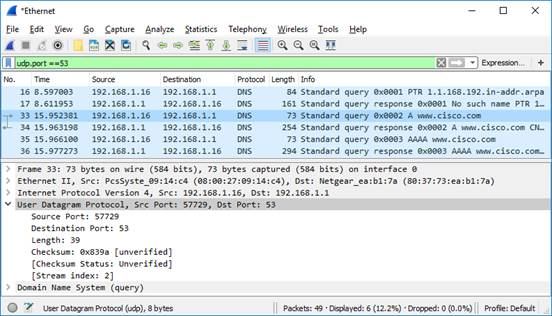 *Ethernet
File Edit View Go Capture Analyze Statistics Telephony Wireless Tools Help
udp.port ==53 Expression... +
No. Time Source Destination Protocol Length Info
16 8.597003 192.168.1.16 192.168.1.1 DNS 84 Standard query 0x0001 PTR 1.1.168.192.in-addr.arpa
17 8.611953 192.168.1.1 192.168.1.16 DNS 161 Standard query response 0x0001 No such name PTR 1...
33 15.952381 192.168.1.16 192.168.1.1 DNS 73 Standard query 0x0002 A www.cisco.com
34 15.963198 192.168.1.1 192.168.1.16 DNS 254 Standard query response 0x0002 A www.cisco.com CN...
35 15.966100 192.168.1.16 192.168.1.1 DNS 73 Standard query 0x0003 AAAA www.cisco.com
36 15.977273 192.168.1.1 192.168.1.16 DNS 294 Standard query response 0x0003 AAAA www.cisco.com...
Frame 33: 73 bytes on wire (584 bits), 73 bytes captured (584 bits) on interface 0
Ethernet II, Src: PcsSyste_09:14:c4 (08:00:27:09:14:c4), Dst: Netgear_ea:b1:7a (80:37:73:ea:b1:7a)
Internet Protocol Version 4, Src: 192.168.1.16, Dst: 192.168.1.1
User Datagram Protocol, Src Port: 57729, Dst Port: 53
Source Port: 57729
Destination Port: 53
Length: 39
Checksum: 0x839a [unverified]
[Checksum Status: Unverified]
[Stream index: 2]
Domain Name System (query)
User Datagram Protocol (udp), 8 bytes Packets: 49 · Displayed: 6 (12.2%) · Dropped: 0 (0.0%) Profile: Default